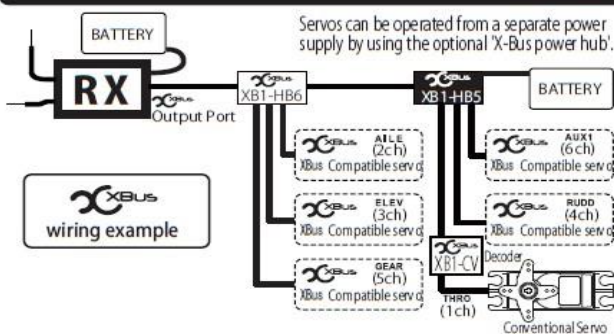 BATTERY
Servos can be operated from a separate power
supply by using the optional 'X-Bus power hub'.
RX
XBus
Output Port
XBus
XB1-HB6
XBus
XB1-HB5
BATTERY
XBus AILE
(2ch)
XBus Compatible servo
XBus AUX1
(6ch)
XBus Compatible servo
XBus
wiring example
XBus ELEV
(3ch)
XBus Compatible servo
XBus RUDD
(4ch)
XBus Compatible servo
XBus
XB1-CV
Decoder
XBus GEAR
(5ch)
XBus Compatible servo
THRO
(1ch)
Conventional Servo